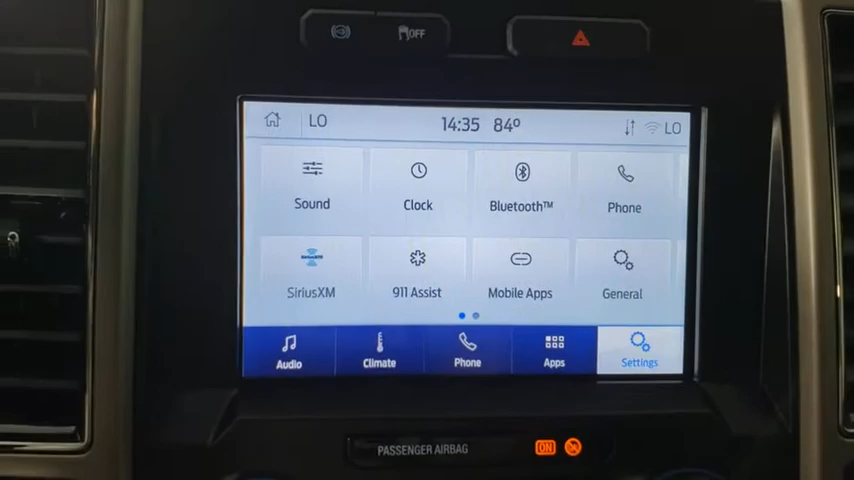 OFF
LO 14:35 84º LO
Sound Clock Bluetooth™ Phone
SiriusXM
SiriusXM 911 Assist Mobile Apps General
Audio Climate Phone Apps Settings
PASSENGER AIRBAG ON